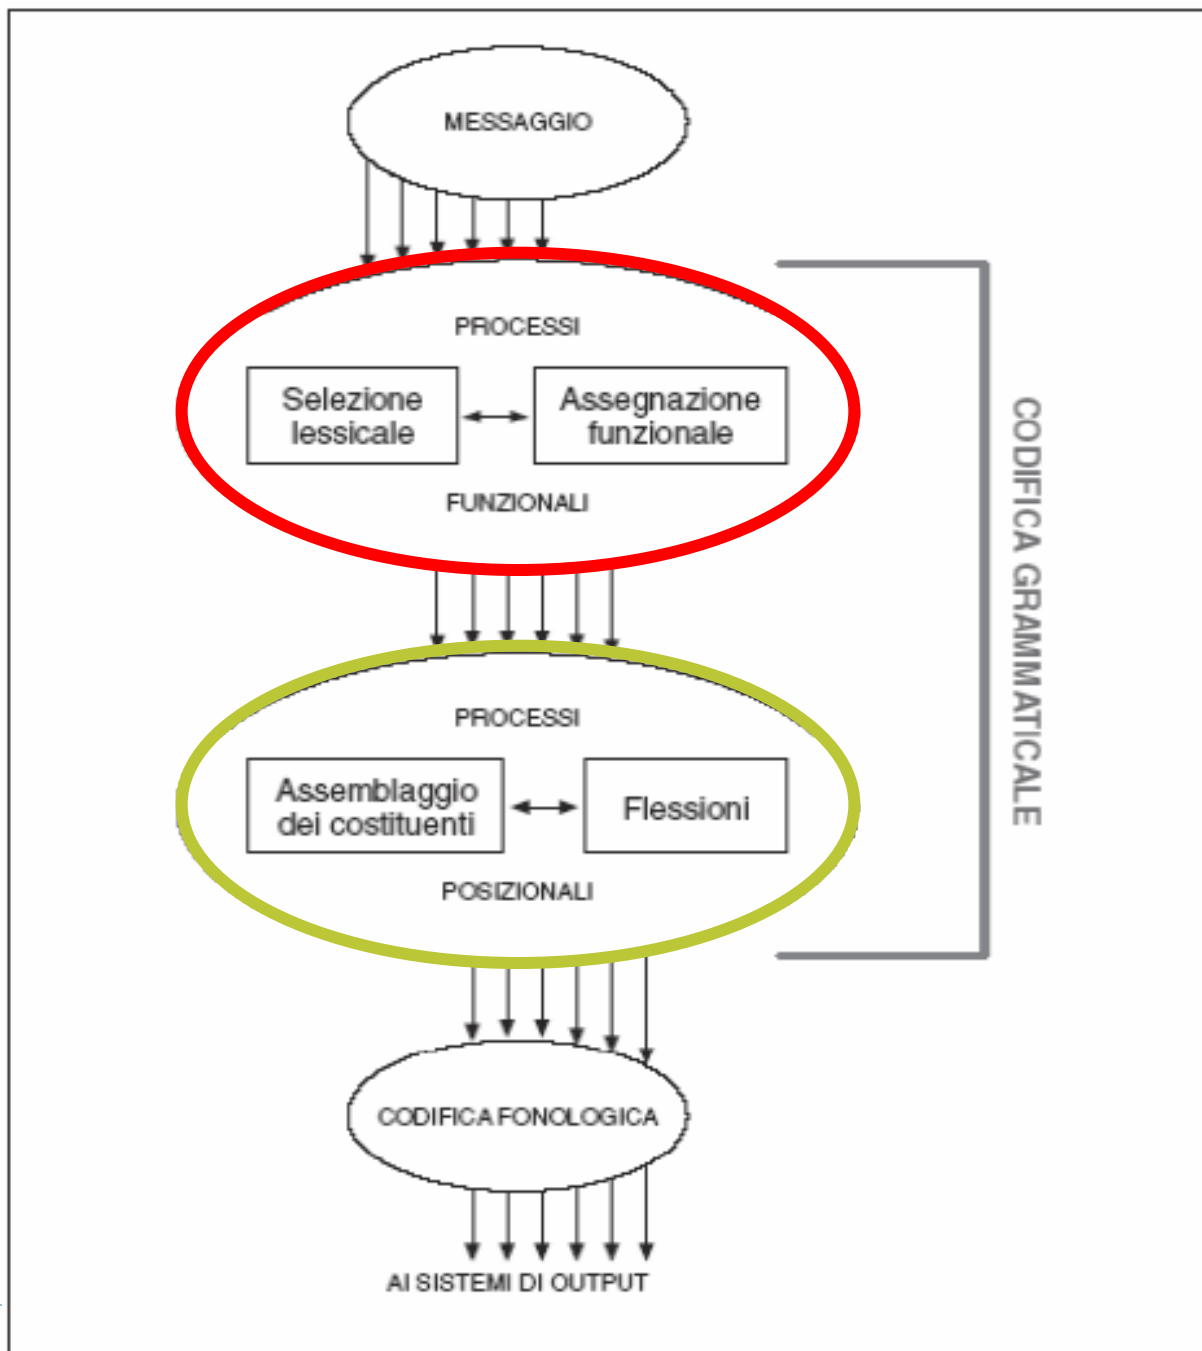 MESSAGGIO
PROCESSI
Selezione
lessicale
Assegnazione
funzionale
FUNZIONALI
CODIFICA GRAMMATICALE
PROCESSI
Assemblaggio
dei costituenti
Flessioni
POSIZIONALI
CODIFICA FONOLOGICA
AI SISTEMI DI OUTPUT